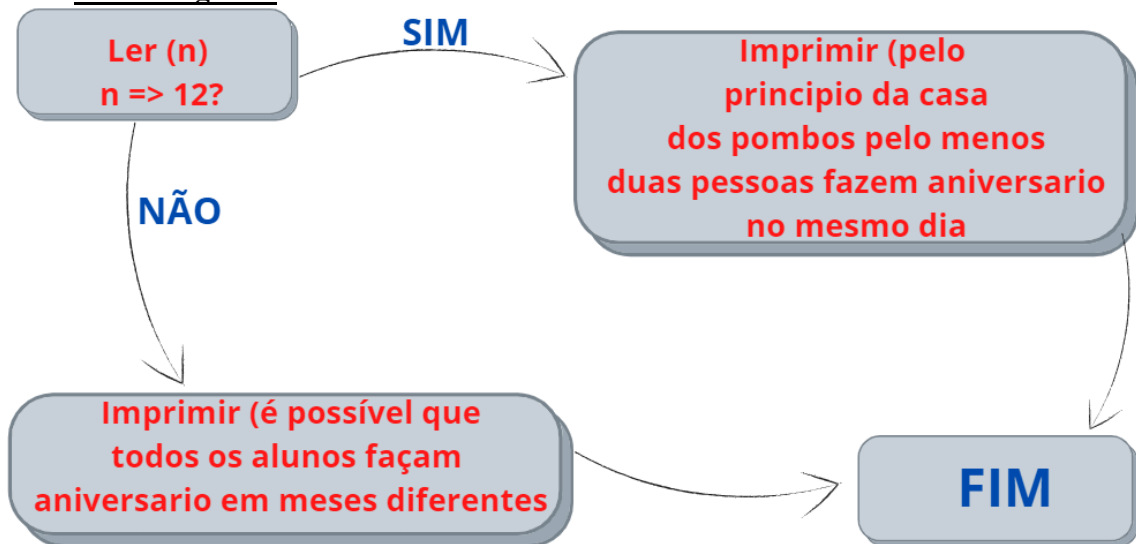 Ler (n)
n => 12?
SIM
Imprimir (pelo
principio da casa
dos pombos pelo menos
duas pessoas fazem aniversario
no mesmo dia
NÃO
Imprimir (é possível que
todos os alunos façam
aniversario em meses diferentes
FIM